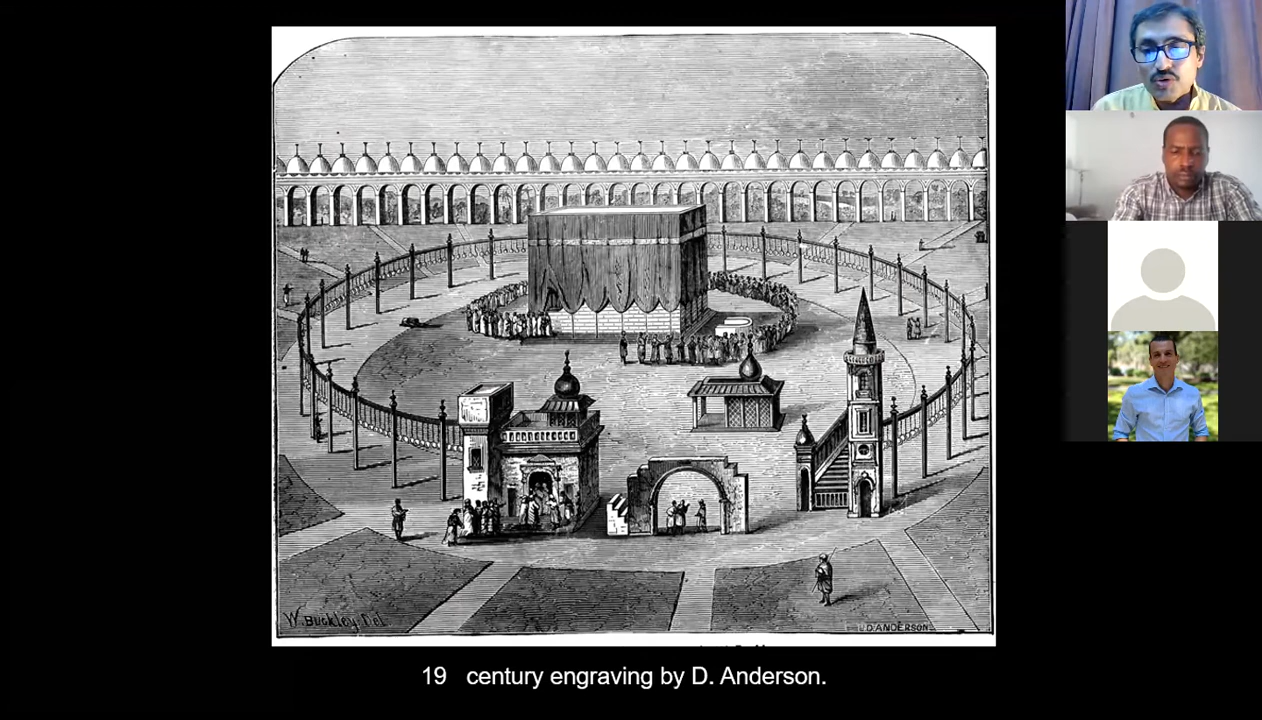 W. BUCKLEY Del.
D. ANDERSON
19 century engraving by D. Anderson.